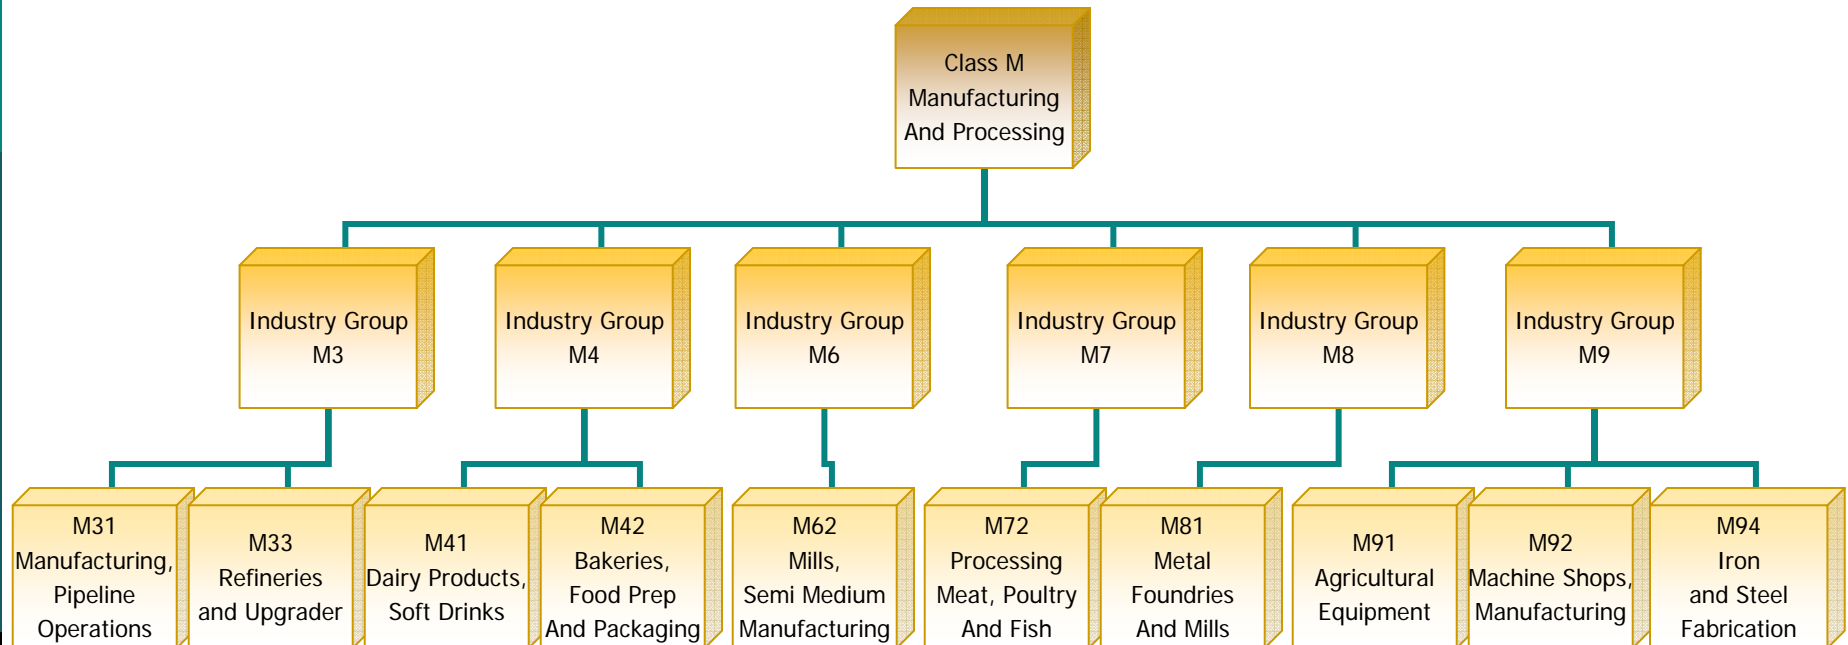 Class M
Manufacturing
And Processing
Industry Group
M3
Industry Group
M4
Industry Group
M6
Industry Group
M7
Industry Group
M8
Industry Group
M9
M31
Manufacturing,
Pipeline
Operations
M33
Refineries
and Upgrader
M41
Dairy Products,
Soft Drinks
M42
Bakeries,
Food Prep
And Packaging
M62
Mills,
Semi Medium
Manufacturing
M72
Processing
Meat, Poultry
And Fish
M81
Metal
Foundries
And Mills
M91
Agricultural
Equipment
M92
Machine Shops,
Manufacturing
M94
Iron
and Steel
Fabrication